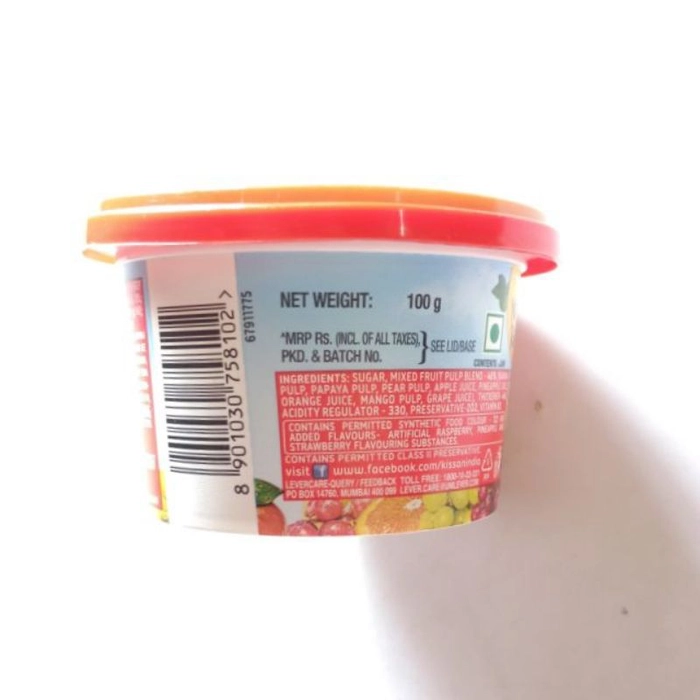 NET WEIGHT: 100 g
*MRP Rs. (INCL. OF ALL TAXES),
PKD. & BATCH No.
} SEE LID/BASE
INGREDIENTS: SUGAR, MIXED FRUIT PULP BLEND
PULP, PAPAYA PULP, PEAR PULP, APPLE JUICE,
ORANGE JUICE, MANGO PULP, GRAPE JUICE),
ACIDITY REGULATOR - 330, PRESERVATIVE-202,
CONTAINS PERMITTED SYNTHETIC FOOD COLOUR
ADDED FLAVOURS- ARTIFICIAL RASPBERRY,
STRAWBERRY FLAVOURING SUBSTANCES.
CONTAINS PERMITTED CLASS II PRESERVATIVE
visit f www.facebook.com/kissanindia
LEVERCARE-QUERY / FEEDBACK TOLL FREE:
PO BOX 14760, MUMBAI 400 099
8 901030 758102 >
67911775